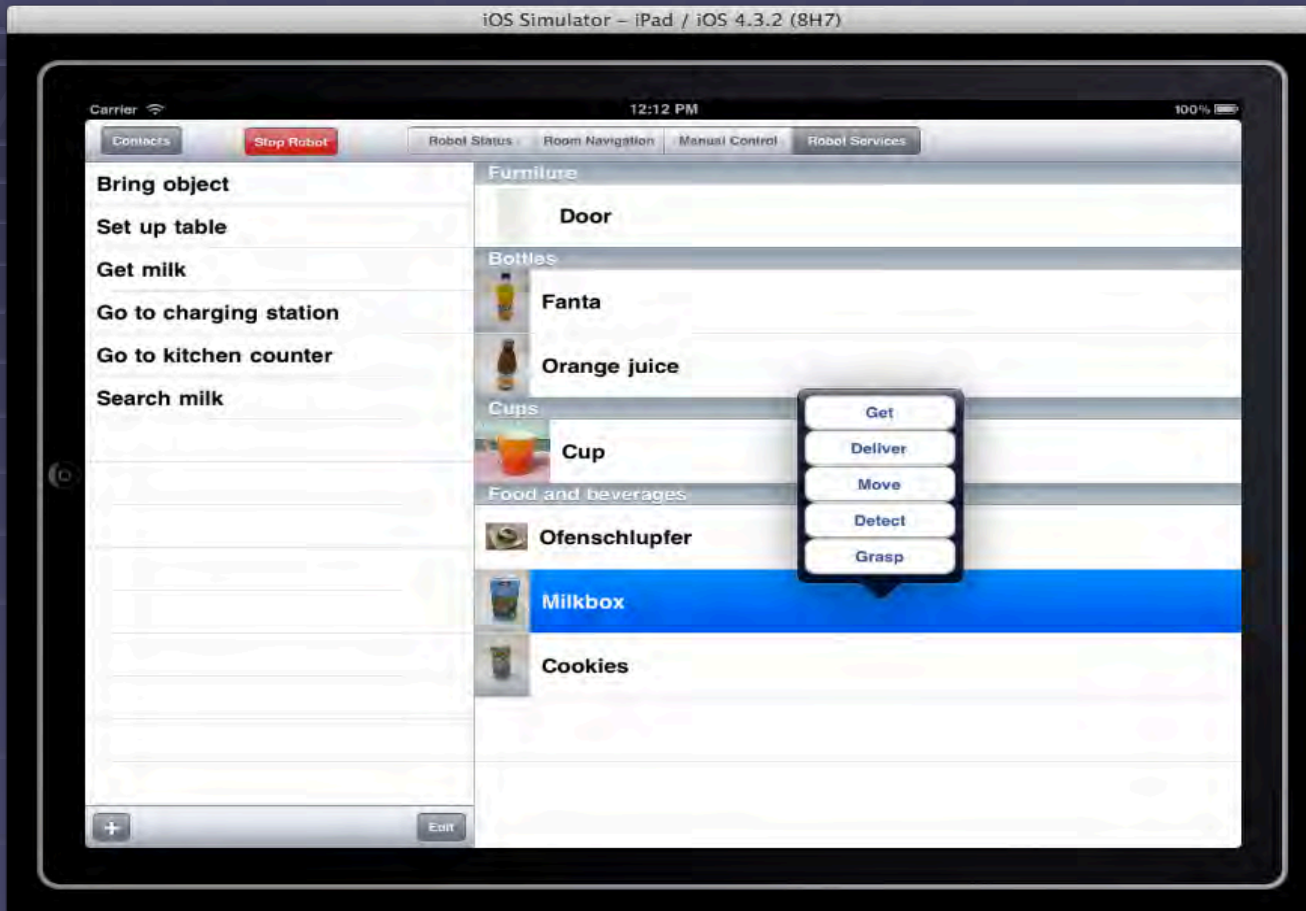 iOS Simulator – iPad / iOS 4.3.2 (8H7)
Carrier 12:12 PM 100%
Contacts Stop Robot Robot Status Room Navigation Manual Control Robot Services
Bring object
Set up table
Get milk
Go to charging station
Go to kitchen counter
Search milk
+ Edit
Furniture
Door
Bottles
Fanta
Orange juice
Cups
Cup
Food and beverages
Ofenschlupfer
Milkbox
Cookies
Get
Deliver
Move
Detect
Grasp